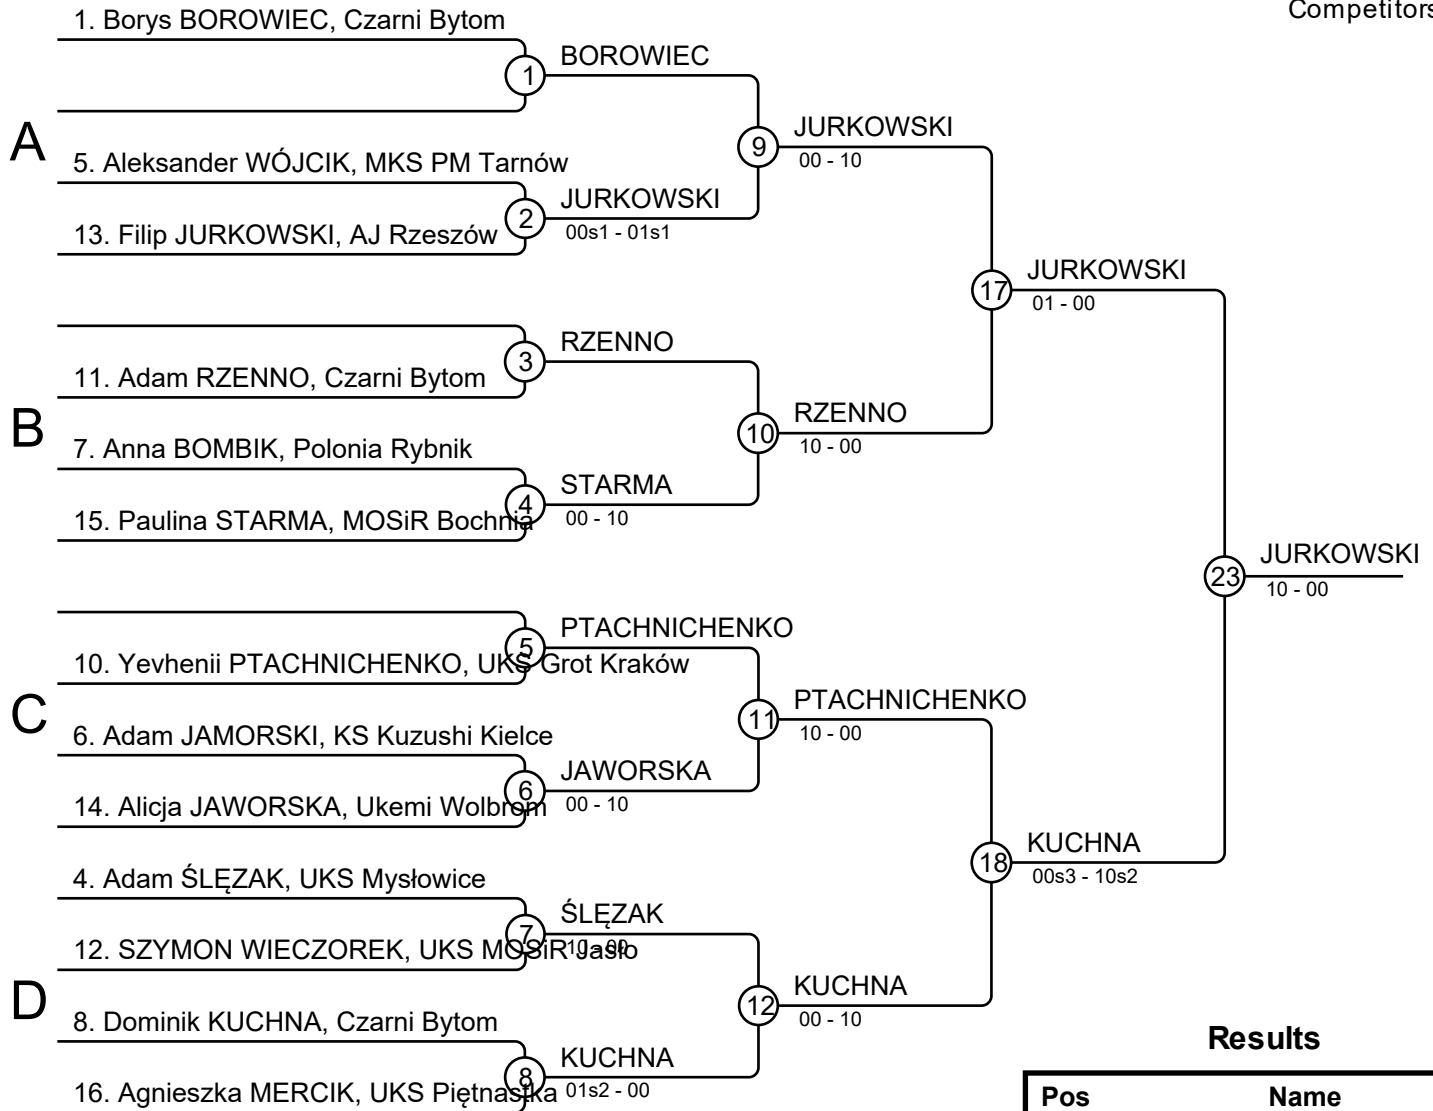 Competitors
1. Borys BOROWIEC, Czarni Bytom
1
BOROWIEC
A
5. Aleksander WÓJCIK, MKS PM Tarnów
13. Filip JURKOWSKI, AJ Rzeszów
2
JURKOWSKI
00s1 - 01s1
9
JURKOWSKI
00 - 10
3
RZENNO
11. Adam RZENNO, Czarni Bytom
B
7. Anna BOMBIK, Polonia Rybnik
15. Paulina STARMA, MOSiR Bochnia
4
STARMA
00 - 10
10
RZENNO
10 - 00
17
JURKOWSKI
01 - 00
5
PTACHNICHENKO
10. Yevhenii PTACHNICHENKO, UKS Grot Kraków
C
6. Adam JAMORSKI, KS Kuzushi Kielce
14. Alicja JAWORSKA, Ukemi Wolbrom
6
JAWORSKA
00 - 10
11
PTACHNICHENKO
10 - 00
4. Adam ŚLĘZAK, UKS Mysłowice
12. SZYMON WIECZOREK, UKS MOSiR Jasło
7
ŚLĘZAK
10 - 00
D
8. Dominik KUCHNA, Czarni Bytom
16. Agnieszka MERCIK, UKS Piętnastka
8
KUCHNA
01s2 - 00
12
KUCHNA
00 - 10
18
KUCHNA
00s3 - 10s2
23
JURKOWSKI
10 - 00
Results
Pos Name